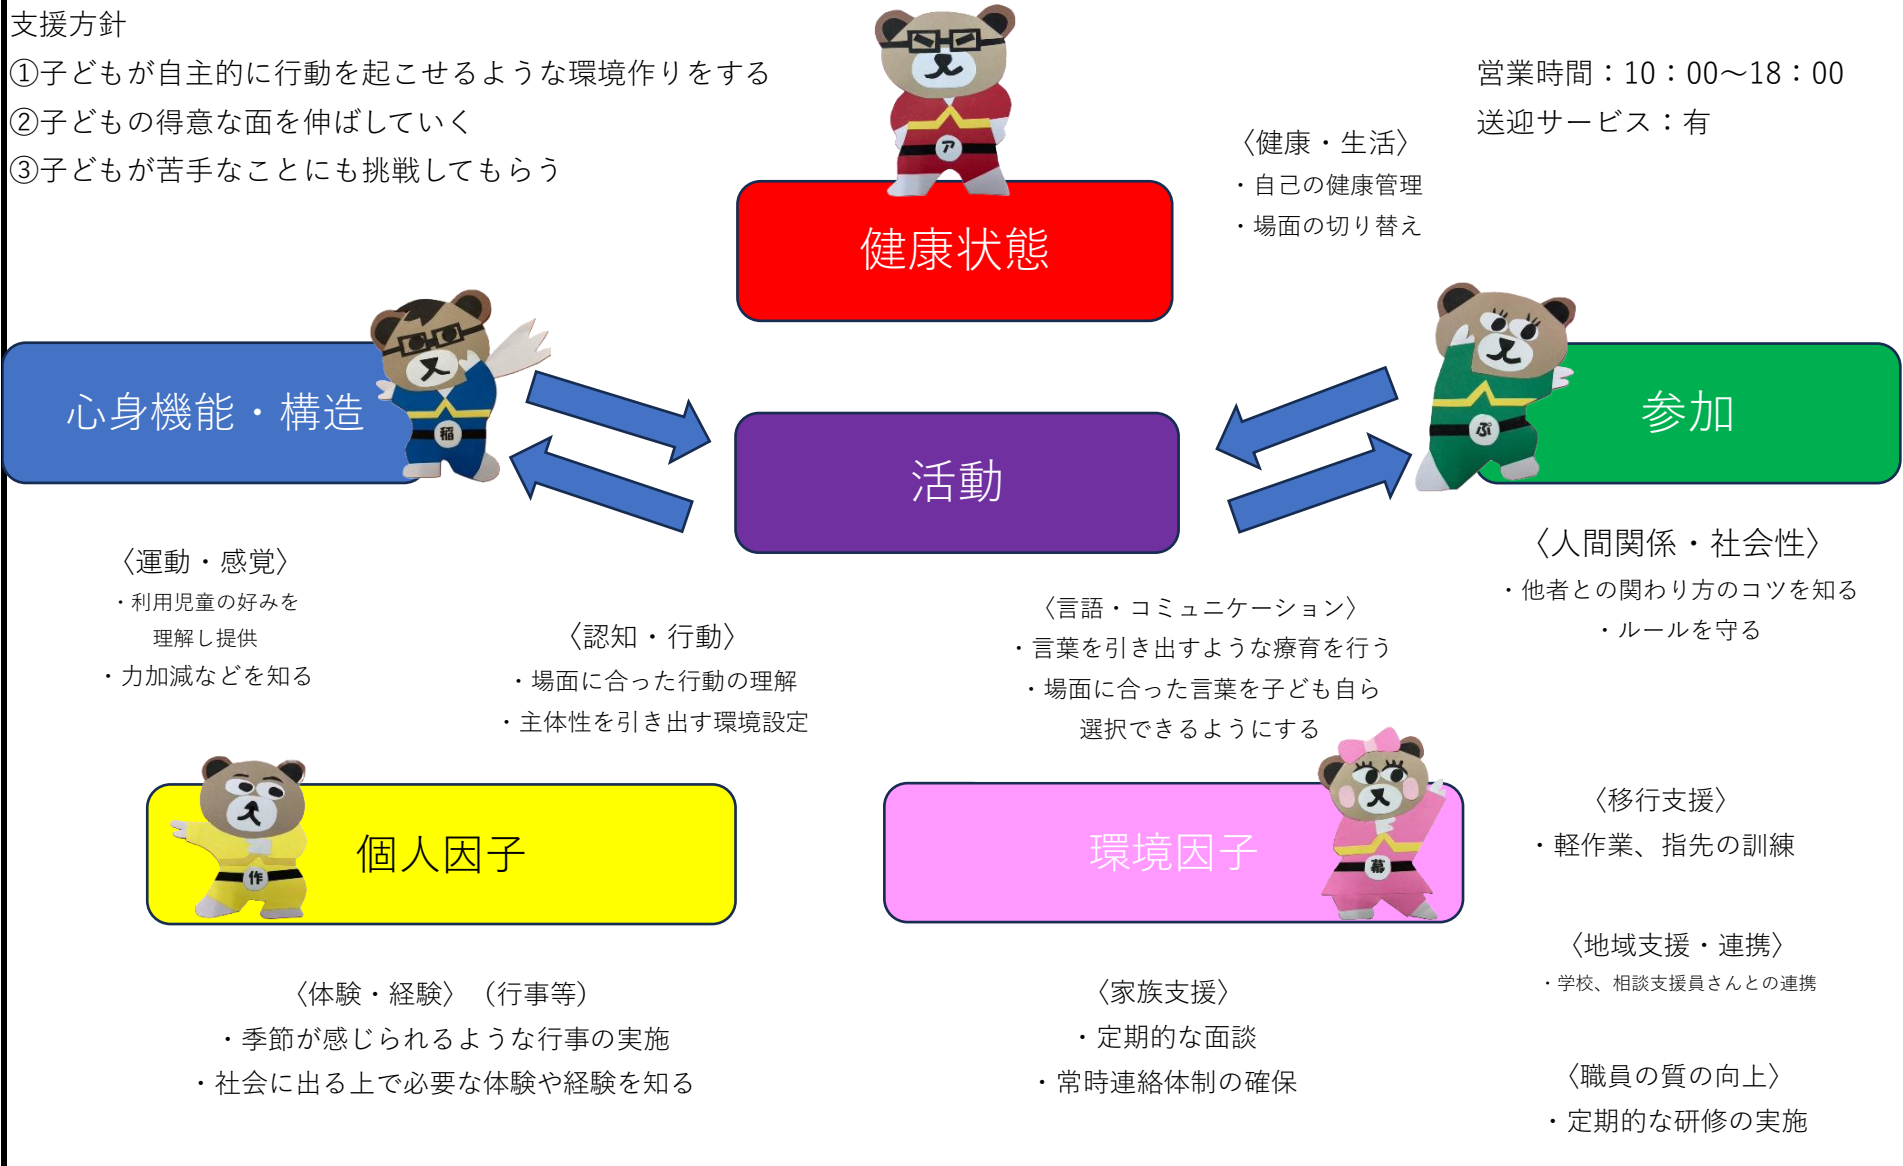 支援方針
①子どもが自主的に行動を起こせるような環境作りをする
②子どもの得意な面を伸ばしていく
③子どもが苦手なことにも挑戦してもらう
営業時間：10：00～18：00
送迎サービス：有
ア
健康状態
〈健康・生活〉
・自己の健康管理
・場面の切り替え
心身機能・構造
稲
活動
ぷ
参加
〈運動・感覚〉
・利用児童の好みを
理解し提供
・力加減などを知る
〈認知・行動〉
・場面に合った行動の理解
・主体性を引き出す環境設定
〈言語・コミュニケーション〉
・言葉を引き出すような療育を行う
・場面に合った言葉を子ども自ら
選択できるようにする
〈人間関係・社会性〉
・他者との関わり方のコツを知る
・ルールを守る
作
個人因子
環境因子
幕
〈移行支援〉
・軽作業、指先の訓練
〈地域支援・連携〉
・学校、相談支援員さんとの連携
〈体験・経験〉（行事等）
・季節が感じられるような行事の実施
・社会に出る上で必要な体験や経験を知る
〈家族支援〉
・定期的な面談
・常時連絡体制の確保
〈職員の質の向上〉
・定期的な研修の実施